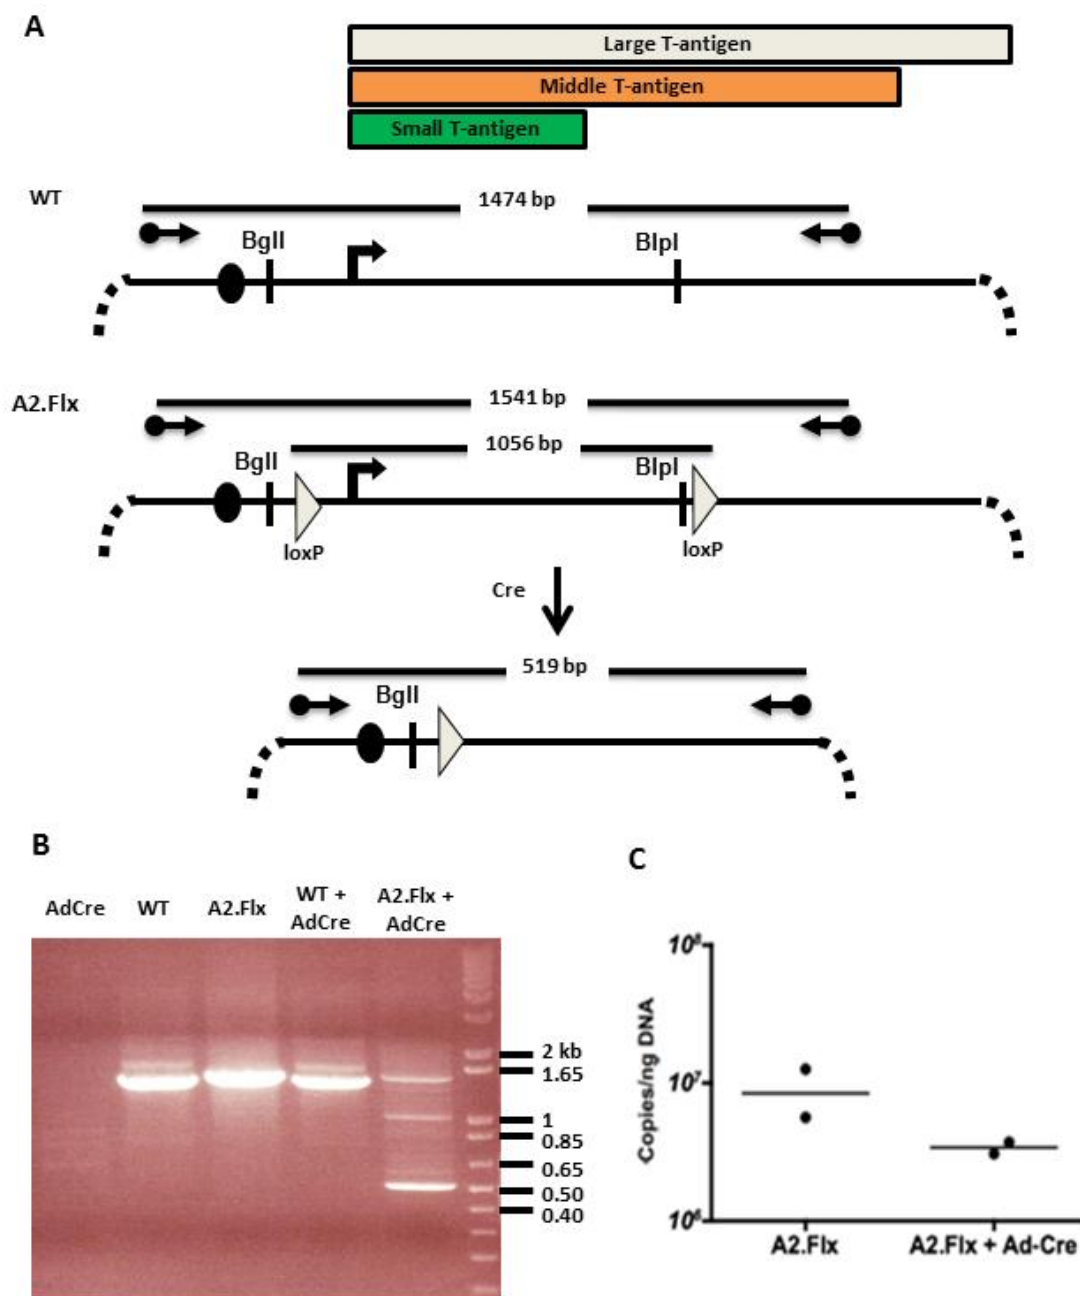 A
Large T-antigen
Middle T-antigen
Small T-antigen
WT
1474 bp
BglI
BlpI
A2.Flx
1541 bp
1056 bp
BglI
BlpI
loxP
loxP
Cre
519 bp
BglI
B
AdCre
WT
A2.Flx
WT +
AdCre
A2.Flx +
AdCre
2 kb
1.65
1
0.85
0.65
0.50
0.40
C
Copies/ng DNA
10⁸
10⁷
10⁶
A2.Flx
A2.Flx + Ad-Cre